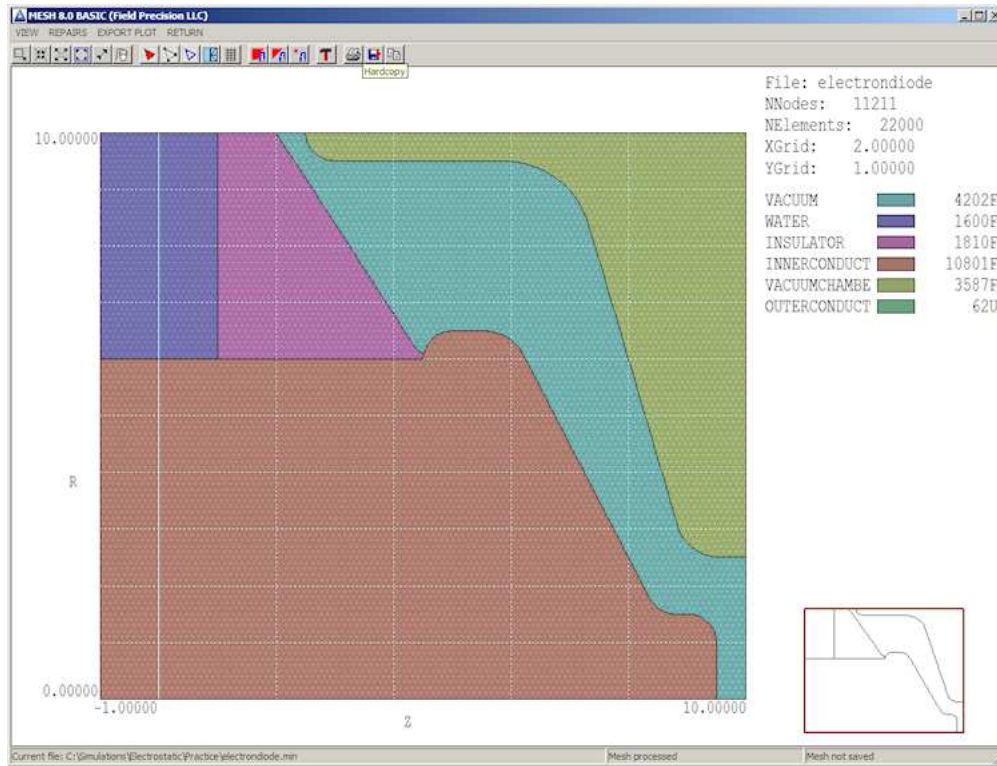 MESH 8.0 BASIC (Field Precision LLC)
VIEW REPAIRS EXPORT PLOT RETURN
Hardcopy
File: electrondiode
NNodes: 11211
NElements: 22000
XGrid: 2.00000
YGrid: 1.00000
VACUUM 4202F
WATER 1600F
INSULATOR 1810F
INNERCONDUCT 10801F
VACUUMCHAMBE 3587F
OUTERCONDUCT 62U
10.00000
R
0.00000
-1.00000
10.00000
Z
Current file: C:\Simulations\Electrostatic\Practice\electrondiode.min
Mesh processed
Mesh not saved